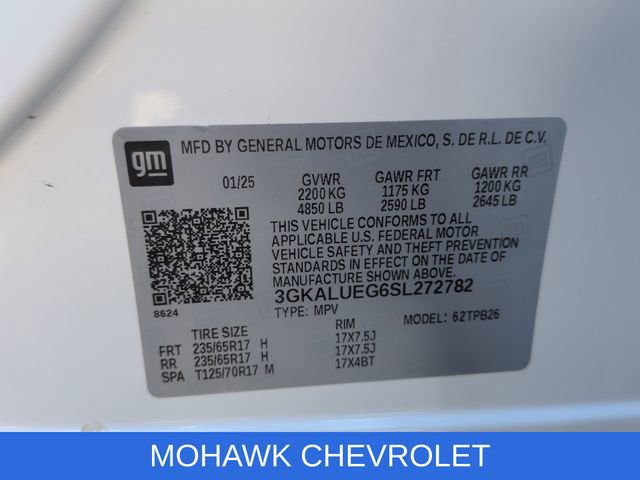 gm
MFD BY GENERAL MOTORS DE MEXICO, S. DE R.L. DE C.V.
01/25 GVWR GAWR FRT GAWR RR
2200 KG 1175 KG 1200 KG
4850 LB 2590 LB 2645 LB
THIS VEHICLE CONFORMS TO ALL
APPLICABLE U.S. FEDERAL MOTOR
VEHICLE SAFETY AND THEFT PREVENTION
STANDARDS IN EFFECT ON THE DATE OF
MANUFACTURE SHOWN ABOVE.
3GKALUEG6SL272782
8624
TYPE: MPV MODEL: 62TPB26
TIRE SIZE RIM
FRT 235/65R17 H 17X7.5J
RR 235/65R17 H 17X7.5J
SPA T125/70R17 M 17X4BT
MOHAWK CHEVROLET